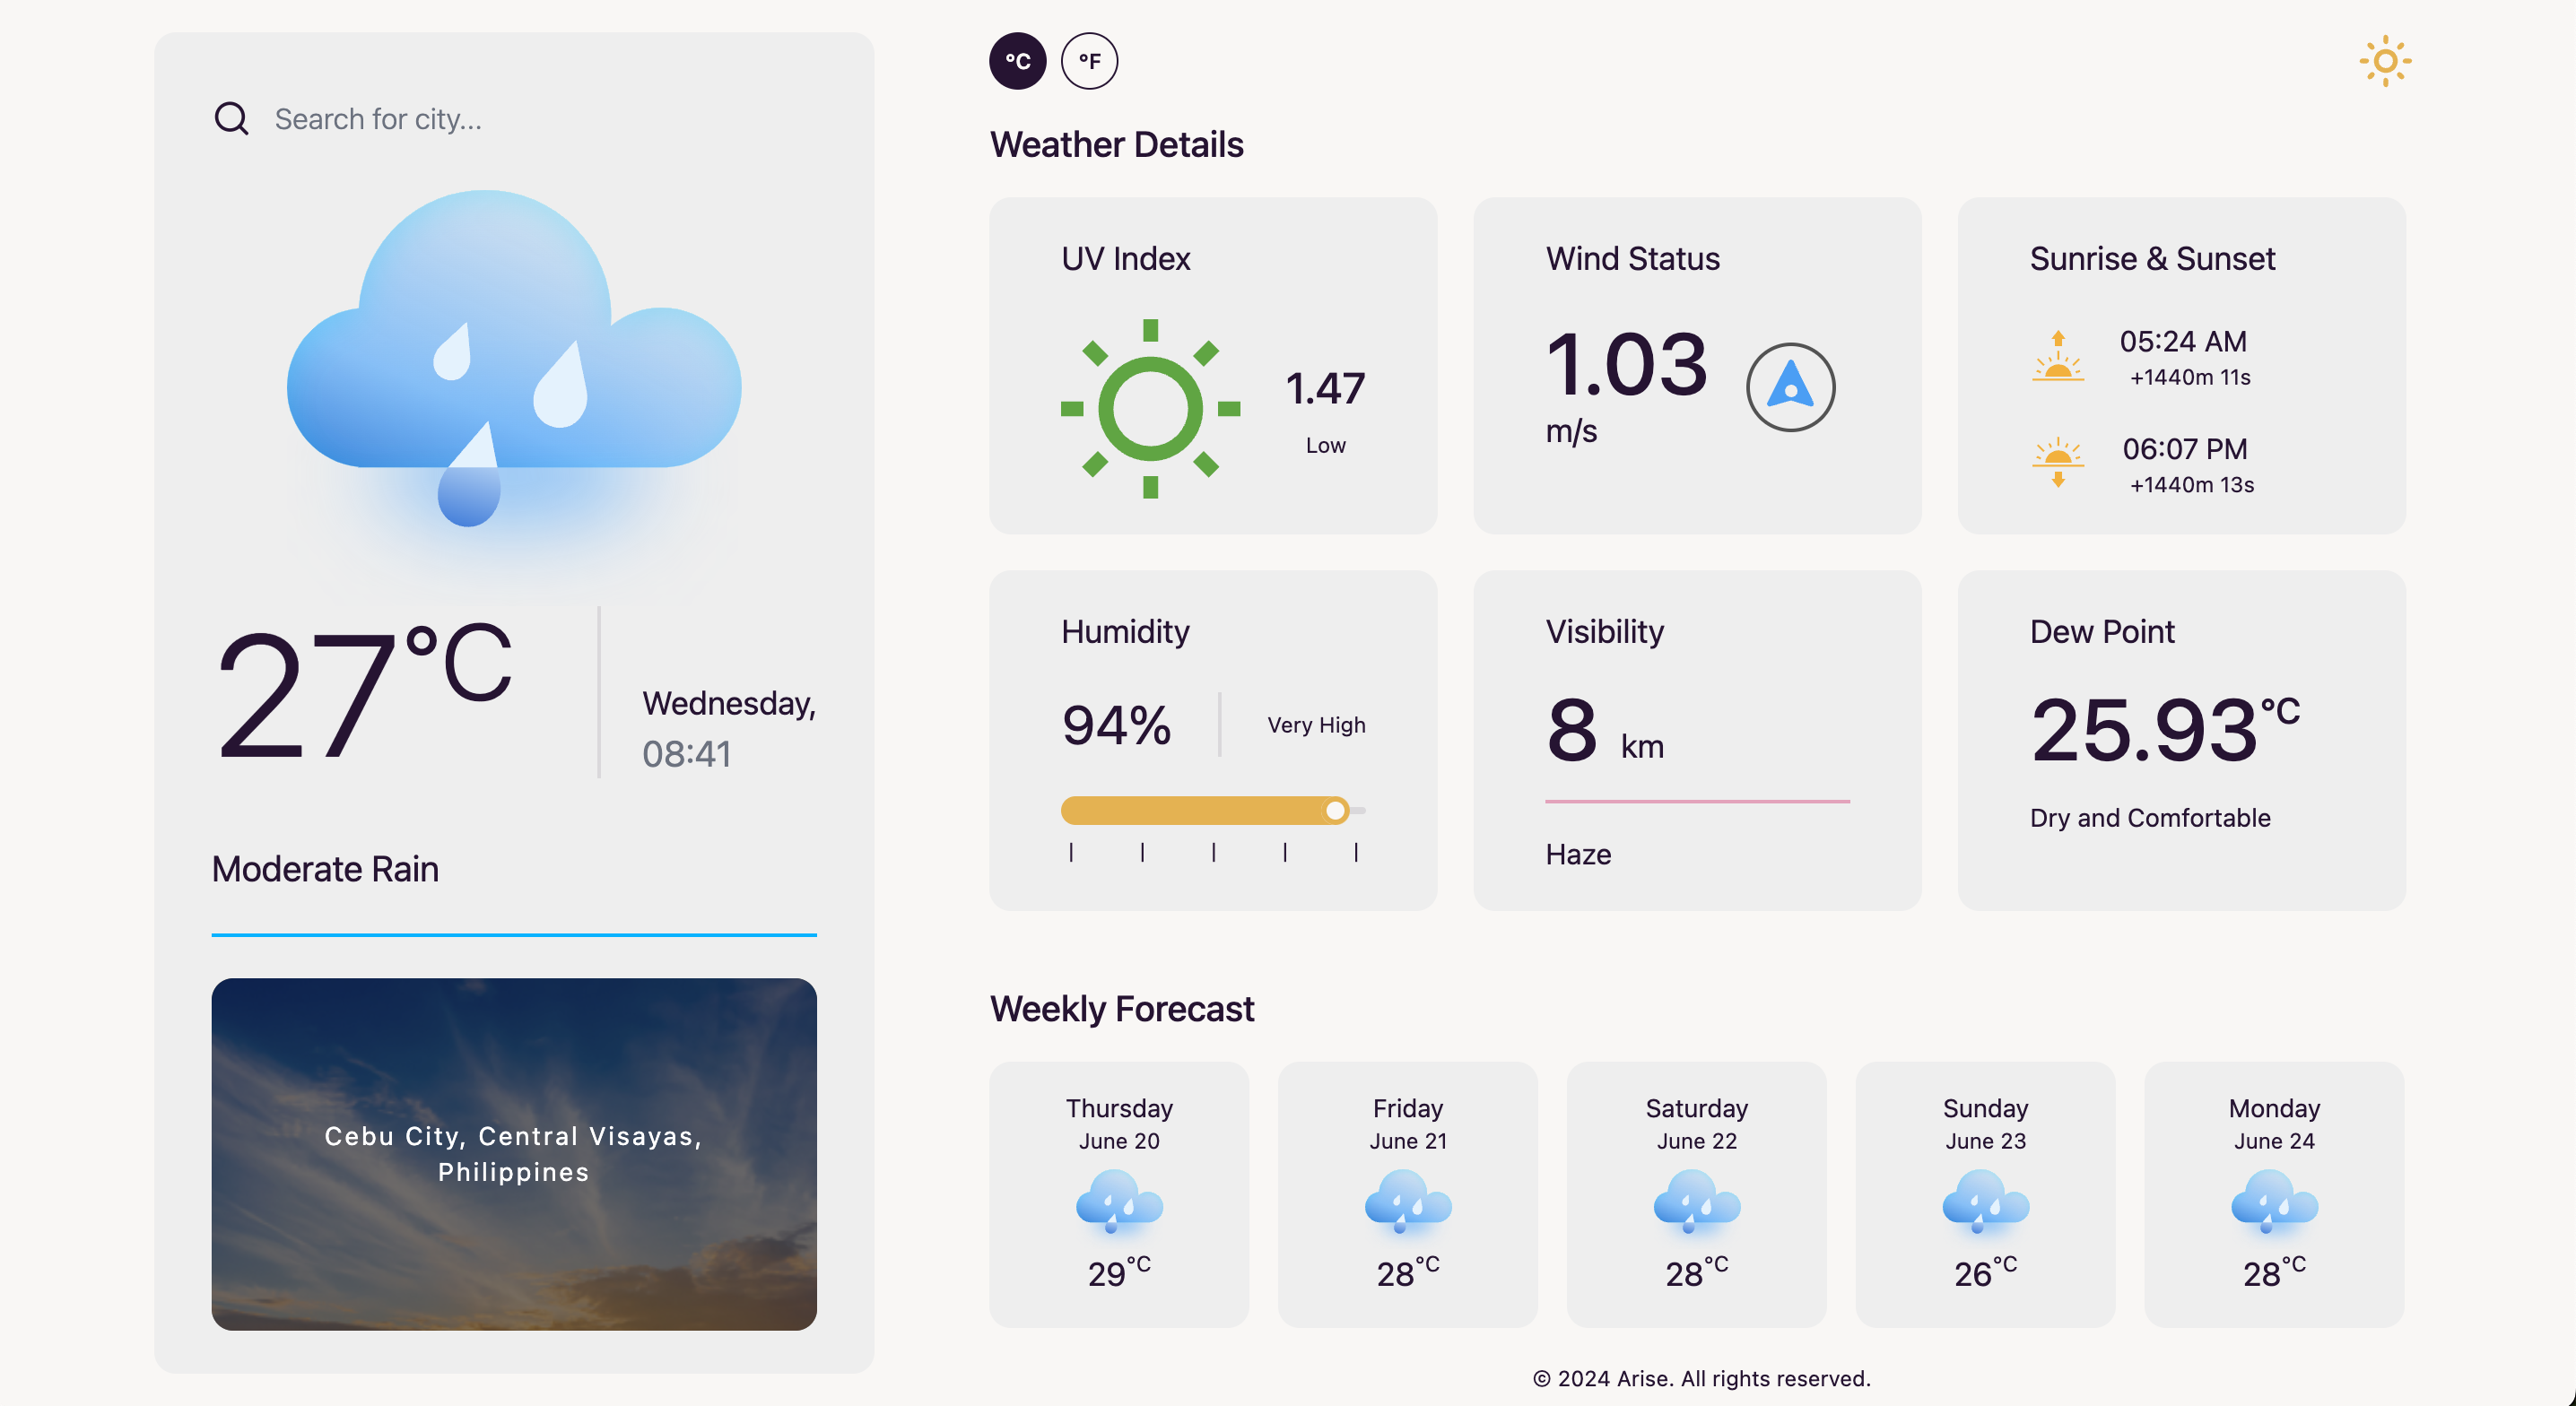 Search for city...
27°C
Wednesday,
08:41
Moderate Rain
Cebu City, Central Visayas,
Philippines
°C °F
Weather Details
UV Index
1.47
Low
Wind Status
1.03
m/s
Sunrise & Sunset
05:24 AM
+1440m 11s
06:07 PM
+1440m 13s
Humidity
94%
Very High
Visibility
8 km
Haze
Dew Point
25.93°C
Dry and Comfortable
Weekly Forecast
Thursday
June 20
29°C
Friday
June 21
28°C
Saturday
June 22
28°C
Sunday
June 23
26°C
Monday
June 24
28°C
© 2024 Arise. All rights reserved.